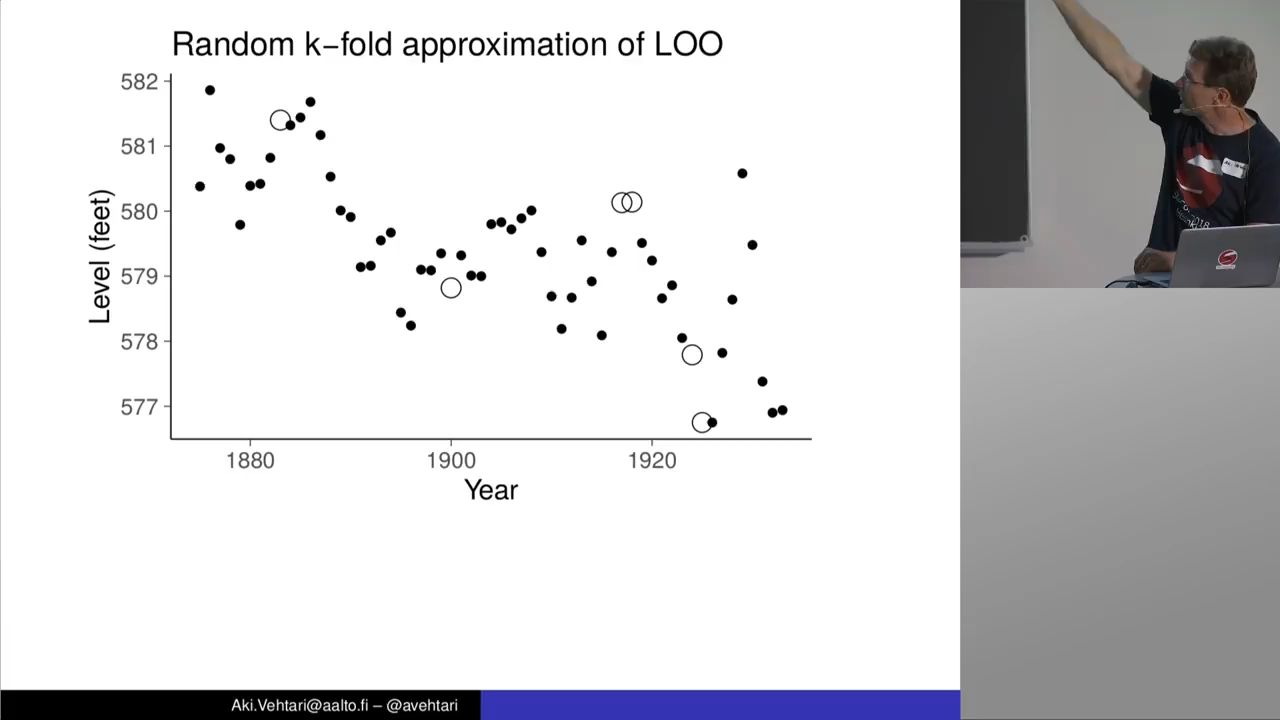 Random k−fold approximation of LOO
582
581
580
579
578
577
Level (feet)
1880
1900
1920
Year
Aki.Vehtari@aalto.fi – @avehtari